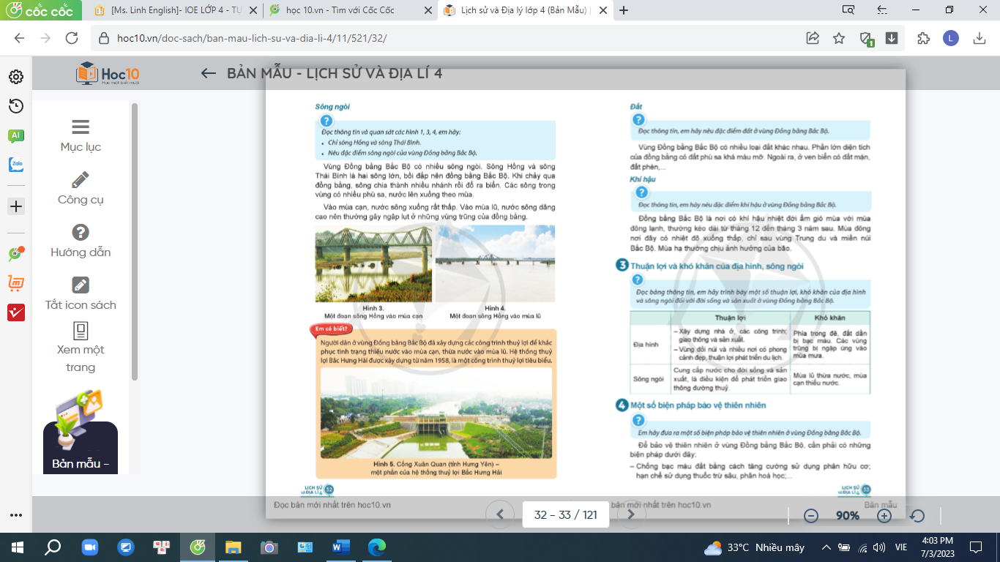 cốc cốc
[Ms. Linh English]- IOE LỚP 4 - TU
học 10.vn - Tìm với Cốc Cốc
Lịch sử và Địa lý lớp 4 (Bản Mẫu)
hoc10.vn/doc-sach/ban-mau-lich-su-va-dia-li-4/11/521/32/
1
L
Hoc10
Học một biết mười
BẢN MẪU - LỊCH SỬ VÀ ĐỊA LÍ 4
AI
Zalo
Mục lục
Công cụ
Hướng dẫn
Tắt icon sách
Xem một
trang
Bản mẫu -
Sông ngòi
?
Đọc thông tin và quan sát các hình 1, 3, 4, em hãy:
• Chỉ sông Hồng và sông Thái Bình.
• Nêu đặc điểm sông ngòi của vùng Đồng bằng Bắc Bộ.
Vùng Đồng bằng Bắc Bộ có nhiều sông ngòi. Sông Hồng và sông
Thái Bình là hai sông lớn, bồi đắp nên đồng bằng Bắc Bộ. Khi chảy qua
đồng bằng, sông chia thành nhiều nhánh rồi đổ ra biển. Các sông trong
vùng có nhiều phù sa, nước lên xuống theo mùa.
Vào mùa cạn, nước sông xuống rất thấp. Vào mùa lũ, nước sông dâng
cao nên thường gây ngập lụt ở những vùng trũng của đồng bằng.
Hình 3.
Một đoạn sông Hồng vào mùa cạn
Hình 4.
Một đoạn sông Hồng vào mùa lũ
Em có biết?
Người dân ở vùng Đồng bằng Bắc Bộ đã xây dựng các công trình thuỷ lợi để khắc
phục tình trạng thiếu nước vào mùa cạn, thừa nước vào mùa lũ. Hệ thống thuỷ
lợi Bắc Hưng Hải được xây dựng từ năm 1958, là một công trình thuỷ lợi tiêu biểu.
Hình 5. Cống Xuân Quan (tỉnh Hưng Yên) –
một phần của hệ thống thuỷ lợi Bắc Hưng Hải
LỊCH SỬ
VÀ ĐỊA LÍ 4
32
Đọc bản mới nhất trên hoc10.vn
Đất
?
Đọc thông tin, em hãy nêu đặc điểm đất ở vùng Đồng bằng Bắc Bộ.
Vùng Đồng bằng Bắc Bộ có nhiều loại đất khác nhau. Phần lớn diện tích
của đồng bằng có đất phù sa khá màu mỡ. Ngoài ra, ở ven biển có đất mặn,
đất phèn,...
Khí hậu
?
Đọc thông tin, em hãy nêu đặc điểm khí hậu ở vùng Đồng bằng Bắc Bộ.
Đồng bằng Bắc Bộ là nơi có khí hậu nhiệt đới ẩm gió mùa với mùa
đông lạnh, thường kéo dài từ tháng 12 đến tháng 3 năm sau. Mùa đông
nơi đây có nhiệt độ xuống thấp, chỉ sau vùng Trung du và miền núi
Bắc Bộ. Mùa hạ thường chịu ảnh hưởng của bão.
3 Thuận lợi và khó khăn của địa hình, sông ngòi
?
Đọc bảng thông tin, em hãy trình bày một số thuận lợi, khó khăn của địa hình
và sông ngòi đối với đời sống và sản xuất ở vùng Đồng bằng Bắc Bộ.
Thuận lợi
Khó khăn
Địa hình
– Xây dựng nhà ở, các công trình;
giao thông và sản xuất.
– Vùng đồi núi và nhiều nơi có phong
cảnh đẹp, thuận lợi phát triển du lịch.
Phía trong đê, đất dần
bị bạc màu. Các vùng
trũng bị ngập úng vào
mùa mưa.
Sông ngòi
Cung cấp nước cho đời sống và sản
xuất, là điều kiện để phát triển giao
thông đường thuỷ.
Mùa lũ thừa nước, mùa
cạn thiếu nước.
4 Một số biện pháp bảo vệ thiên nhiên
?
Em hãy đưa ra một số biện pháp bảo vệ thiên nhiên ở vùng Đồng bằng Bắc Bộ.
Để bảo vệ thiên nhiên ở vùng Đồng bằng Bắc Bộ, cần phải có những
biện pháp dưới đây:
– Chống bạc màu đất bằng cách tăng cường sử dụng phân hữu cơ;
hạn chế sử dụng thuốc trừ sâu, phân hoá học;...
LỊCH SỬ
VÀ ĐỊA LÍ 4
33
bản mới nhất trên hoc10.vn
Bản mẫu
32 - 33 / 121
90%
33°C Nhiều mây
VIE
4:03 PM
7/3/2023